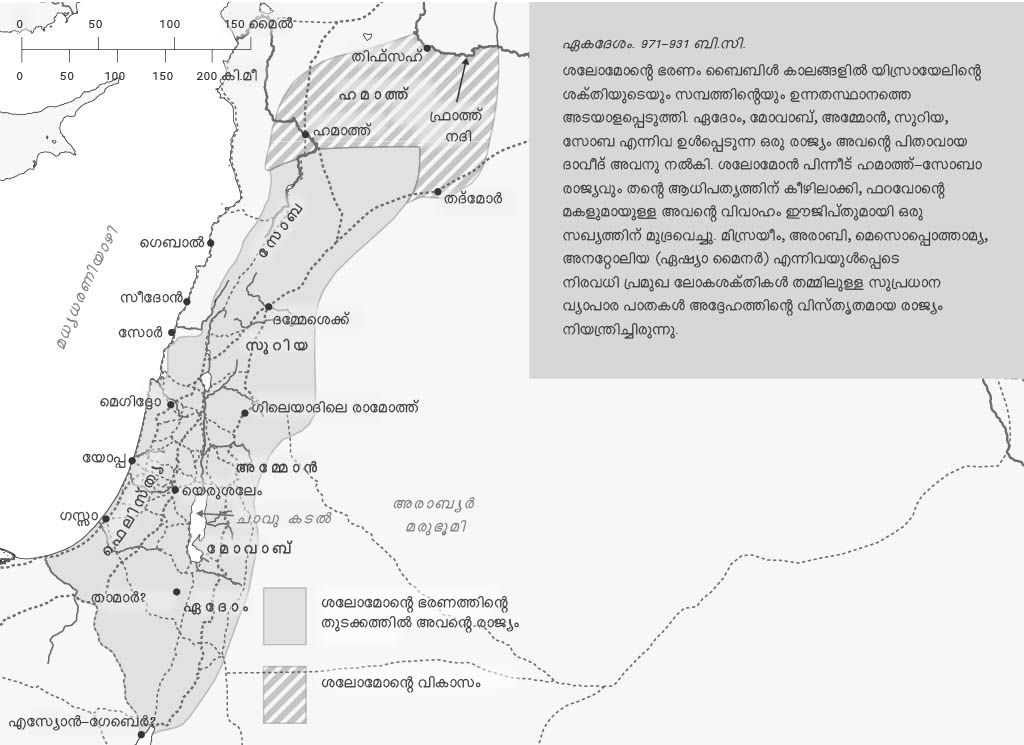 0 50 100 150 മൈൽ
0 50 100 150 200 കി.മീ
ഏകദേശം. 971–931 ബി.സി.
ശലോമോന്റെ ഭരണം ബൈബിൾ കാലങ്ങളിൽ യിസ്രായേലിന്റെ
ശക്തിയുടെയും സമ്പത്തിന്റെയും ഉന്നതസ്ഥാനത്തെ
അടയാളപ്പെടുത്തി. ഏദോം, മോവാബ്, അമ്മോൻ, സുറിയ,
സോബ എന്നിവ ഉൾപ്പെടുന്ന ഒരു രാജ്യം അവന്റെ പിതാവായ
ദാവീദ് അവനു നൽകി. ശലോമോൻ പിന്നീട് ഹമാത്ത്–സോബാ
രാജ്യവും തന്റെ ആധിപത്യത്തിന് കീഴിലാക്കി, ഫറവോന്റെ
മകളുമായുള്ള അവന്റെ വിവാഹം ഈജിപ്തുമായി ഒരു
സഖ്യത്തിന് മുദ്രവെച്ചു. മിസ്രയീം, അരാബി, മെസൊപ്പൊത്താമ്യ,
അനറ്റോലിയ (ഏഷ്യാ മൈനർ) എന്നിവയുൾപ്പെടെ
നിരവധി പ്രമുഖ ലോകശക്തികൾ തമ്മിലുള്ള സുപ്രധാന
വ്യാപാര പാതകൾ അദ്ദേഹത്തിന്റെ വിസ്തൃതമായ രാജ്യം
നിയന്ത്രിച്ചിരുന്നു.
തിഫ്സഹ്
ഹമാത്ത്
ഫ്രാത്ത്
നദി
ഹമാത്ത്
തദ്മോർ
സോബ
ഗെബാൽ
മധ്യധരണിയാഴി
സീദോൻ
ദമ്മേശെക്ക്
സോർ
സുറിയ
മെഗിദ്ദോ
ഗിലെയാദിലെ രാമോത്ത്
യോപ്പ
അമ്മോൻ
ഫെലിസ്ത്യ
യെരുശലേം
അരാബ്യർ
മരുഭൂമി
ഗസ്സാ
ചാവു കടൽ
മോവാബ്
താമാർ?
ഏദോം
ശലോമോന്റെ ഭരണത്തിന്റെ
തുടക്കത്തിൽ അവന്റെ രാജ്യം
ശലോമോന്റെ വികാസം
എസ്യോൻ–ഗേബെർ?